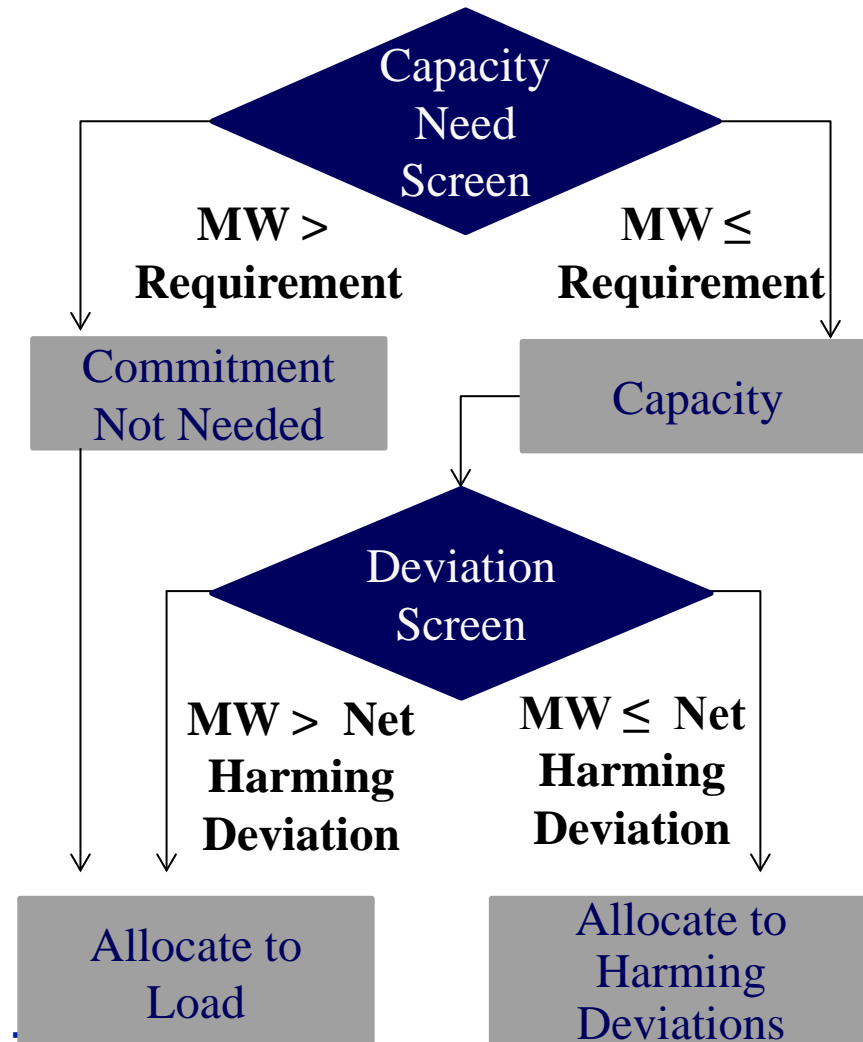 Capacity
Need
Screen
MW >
Requirement
MW ≤
Requirement
Commitment
Not Needed
Capacity
Deviation
Screen
MW > Net
Harming
Deviation
MW ≤ Net
Harming
Deviation
Allocate to
Load
Allocate to
Harming
Deviations